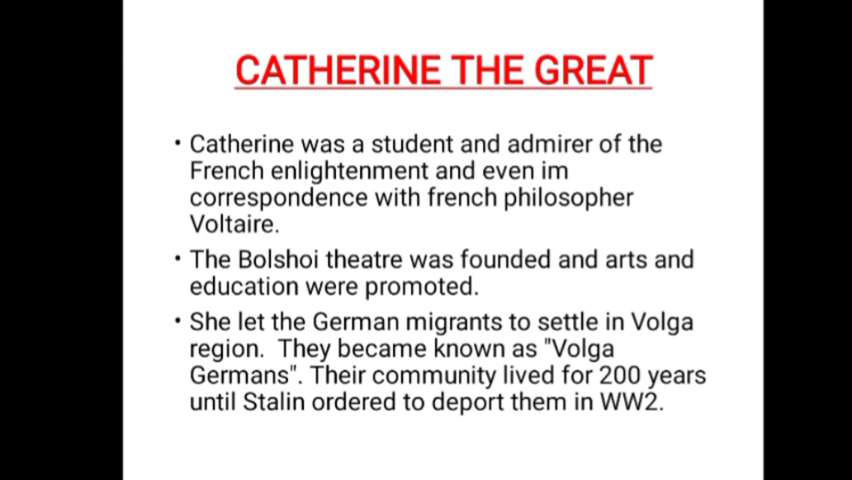 CATHERINE THE GREAT
• Catherine was a student and admirer of the
French enlightenment and even im
correspondence with french philosopher
Voltaire.
• The Bolshoi theatre was founded and arts and
education were promoted.
• She let the German migrants to settle in Volga
region.  They became known as "Volga
Germans". Their community lived for 200 years
until Stalin ordered to deport them in WW2.